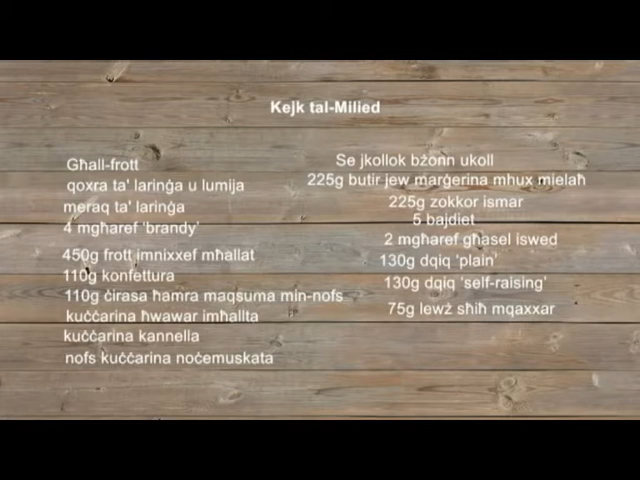 Kejk tal-Milied
Għall-frott
qoxra ta' larinġa u lumija
meraq ta' larinġa
4 mgħaref 'brandy'
450g frott imnixxef mħallat
110g konfettura
110g ċirasa ħamra maqsuma min-nofs
kuċċarina ħwawar imħallta
kuċċarina kannella
nofs kuċċarina noċemuskata
Se jkollok bżonn ukoll
225g butir jew marġerina mhux mielaħ
225g zokkor ismar
5 bajdiet
2 mgħaref għasel iswed
130g dqiq 'plain'
130g dqiq 'self-raising'
75g lewż sħiħ mqaxxar